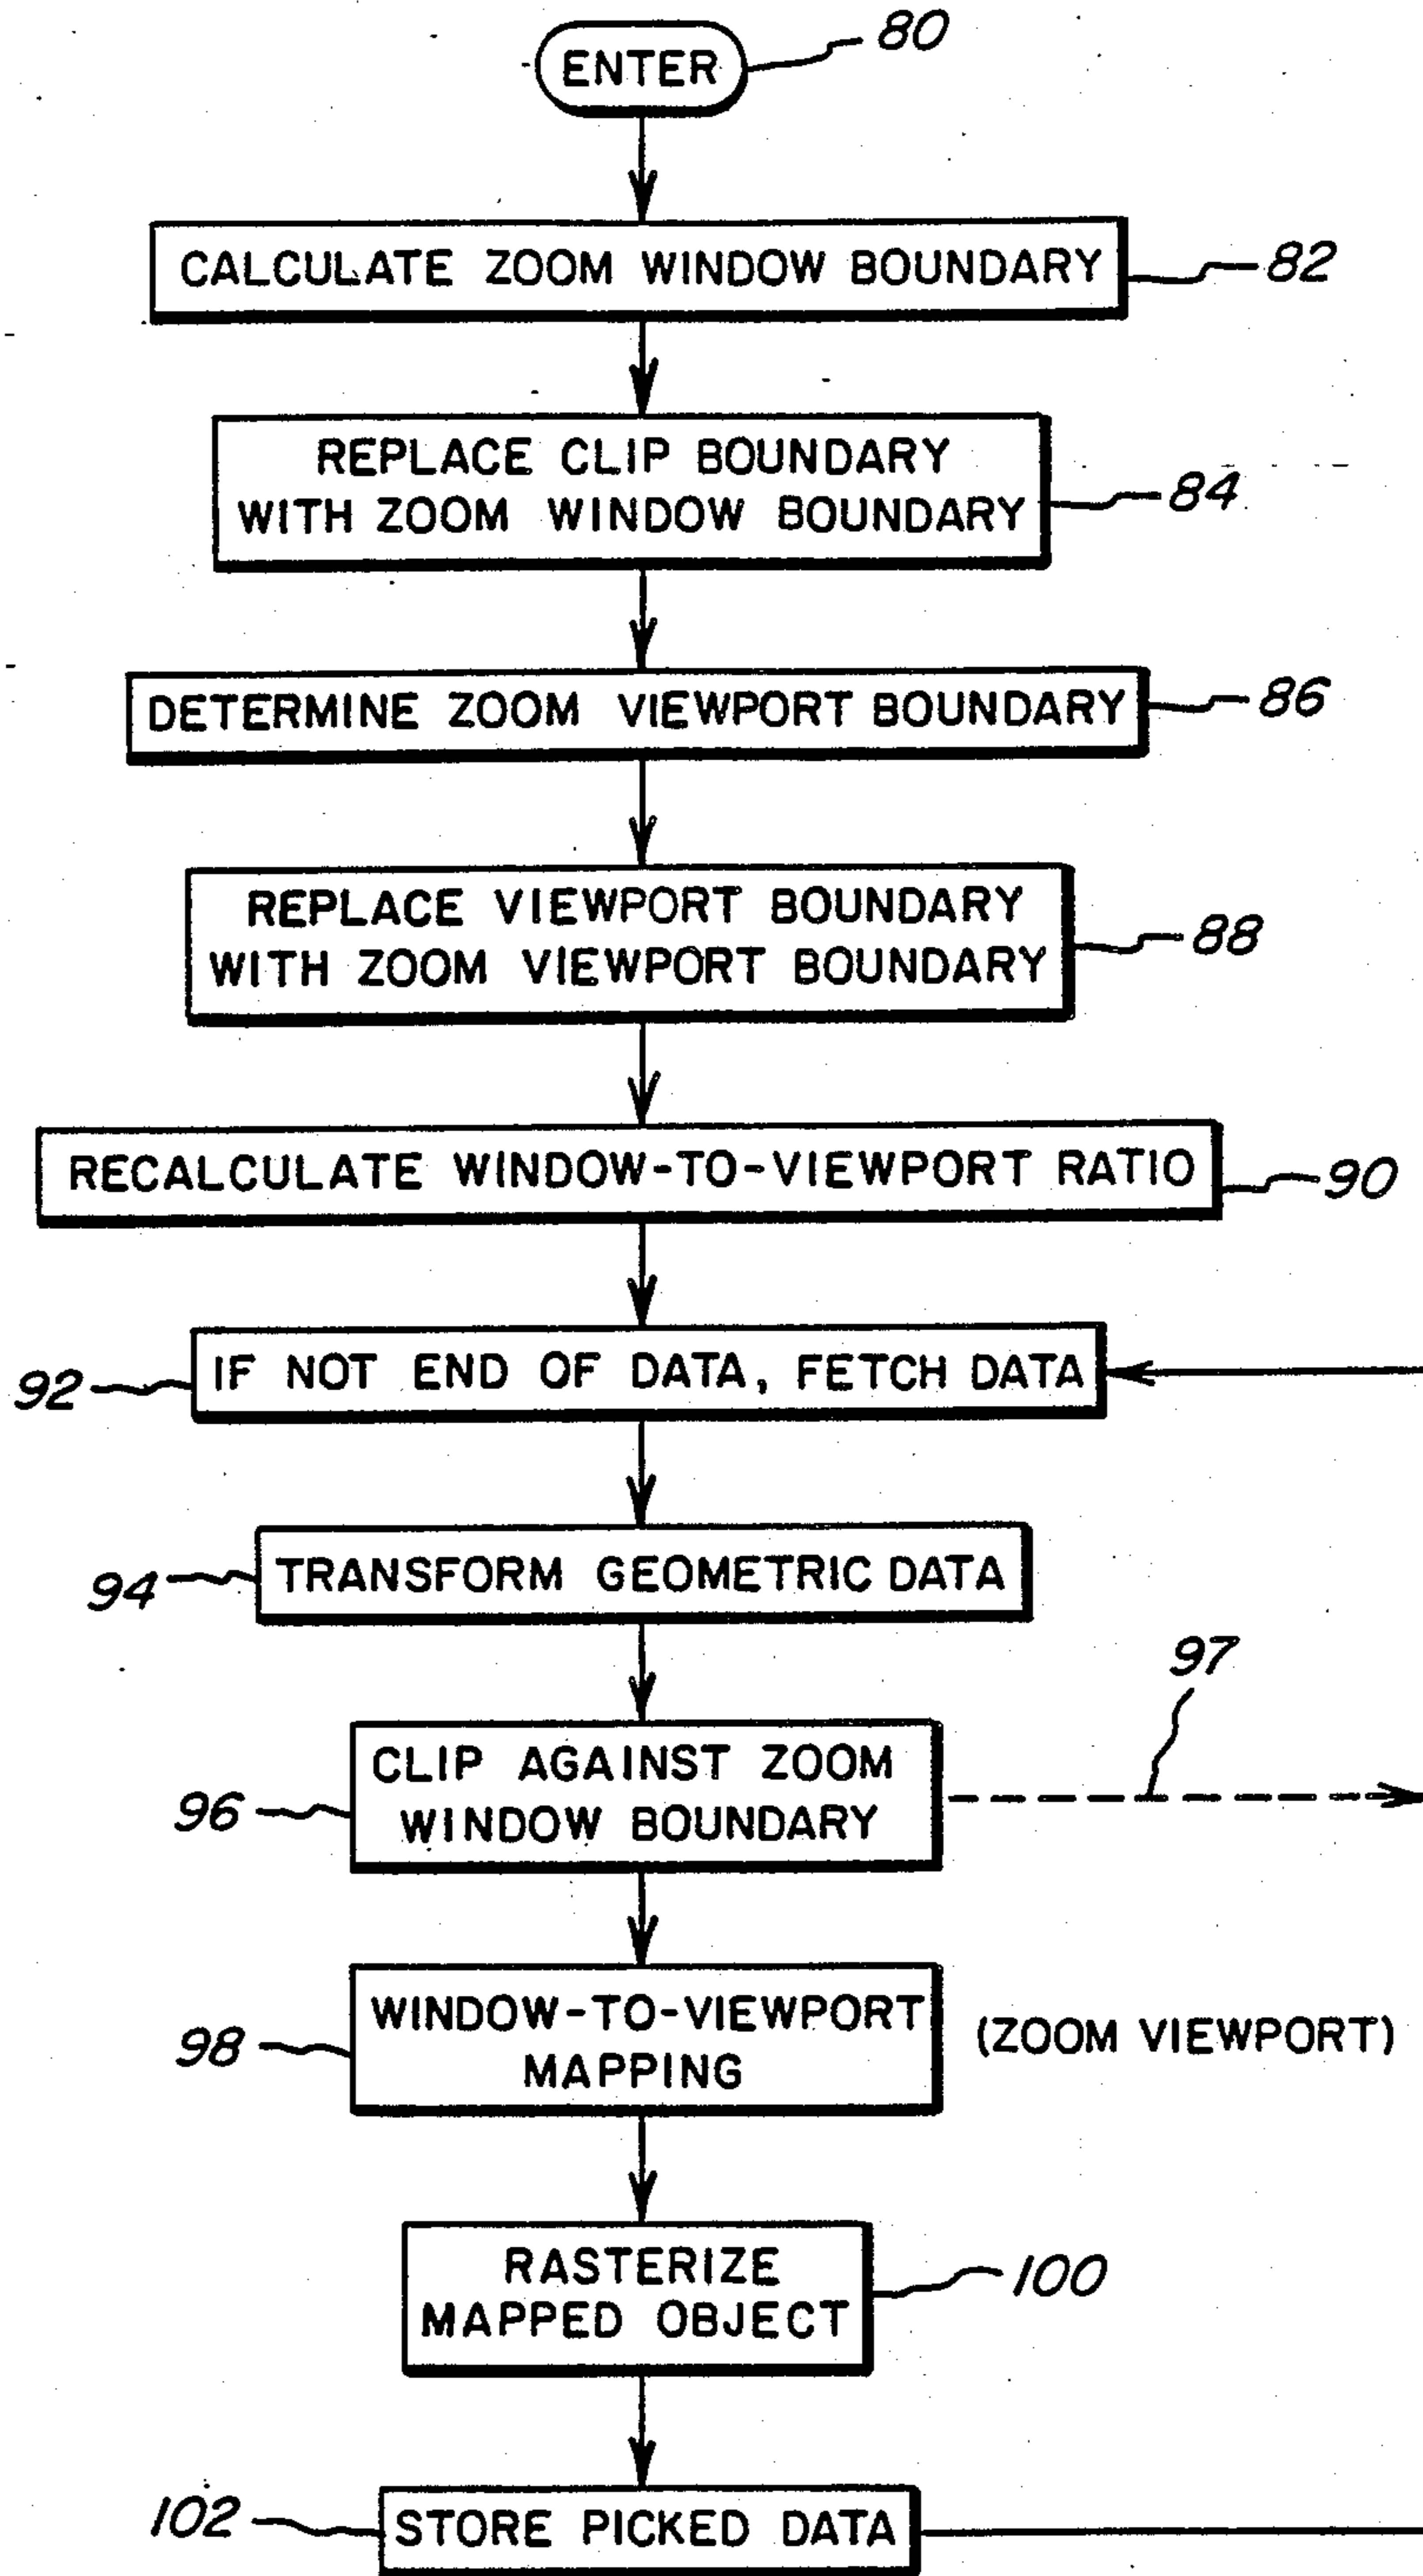 ENTER
80
CALCULATE ZOOM WINDOW BOUNDARY
82
REPLACE CLIP BOUNDARY
WITH ZOOM WINDOW BOUNDARY
84
DETERMINE ZOOM VIEWPORT BOUNDARY
86
REPLACE VIEWPORT BOUNDARY
WITH ZOOM VIEWPORT BOUNDARY
88
RECALCULATE WINDOW-TO-VIEWPORT RATIO
90
92
IF NOT END OF DATA, FETCH DATA
94
TRANSFORM GEOMETRIC DATA
97
96
CLIP AGAINST ZOOM
WINDOW BOUNDARY
98
WINDOW-TO-VIEWPORT
MAPPING
(ZOOM VIEWPORT)
RASTERIZE
MAPPED OBJECT
100
102
STORE PICKED DATA